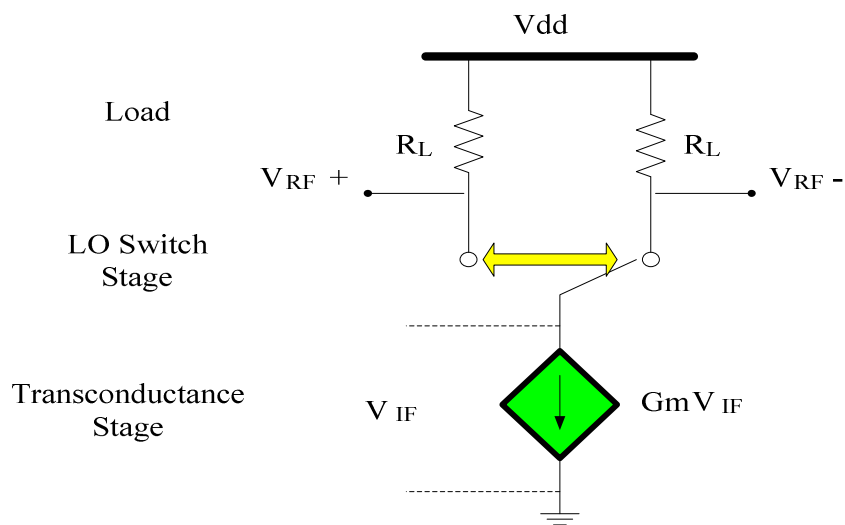 Vdd
Load
RL
RL
VRF +
VRF -
LO Switch
Stage
Transconductance
Stage
V IF
GmV IF